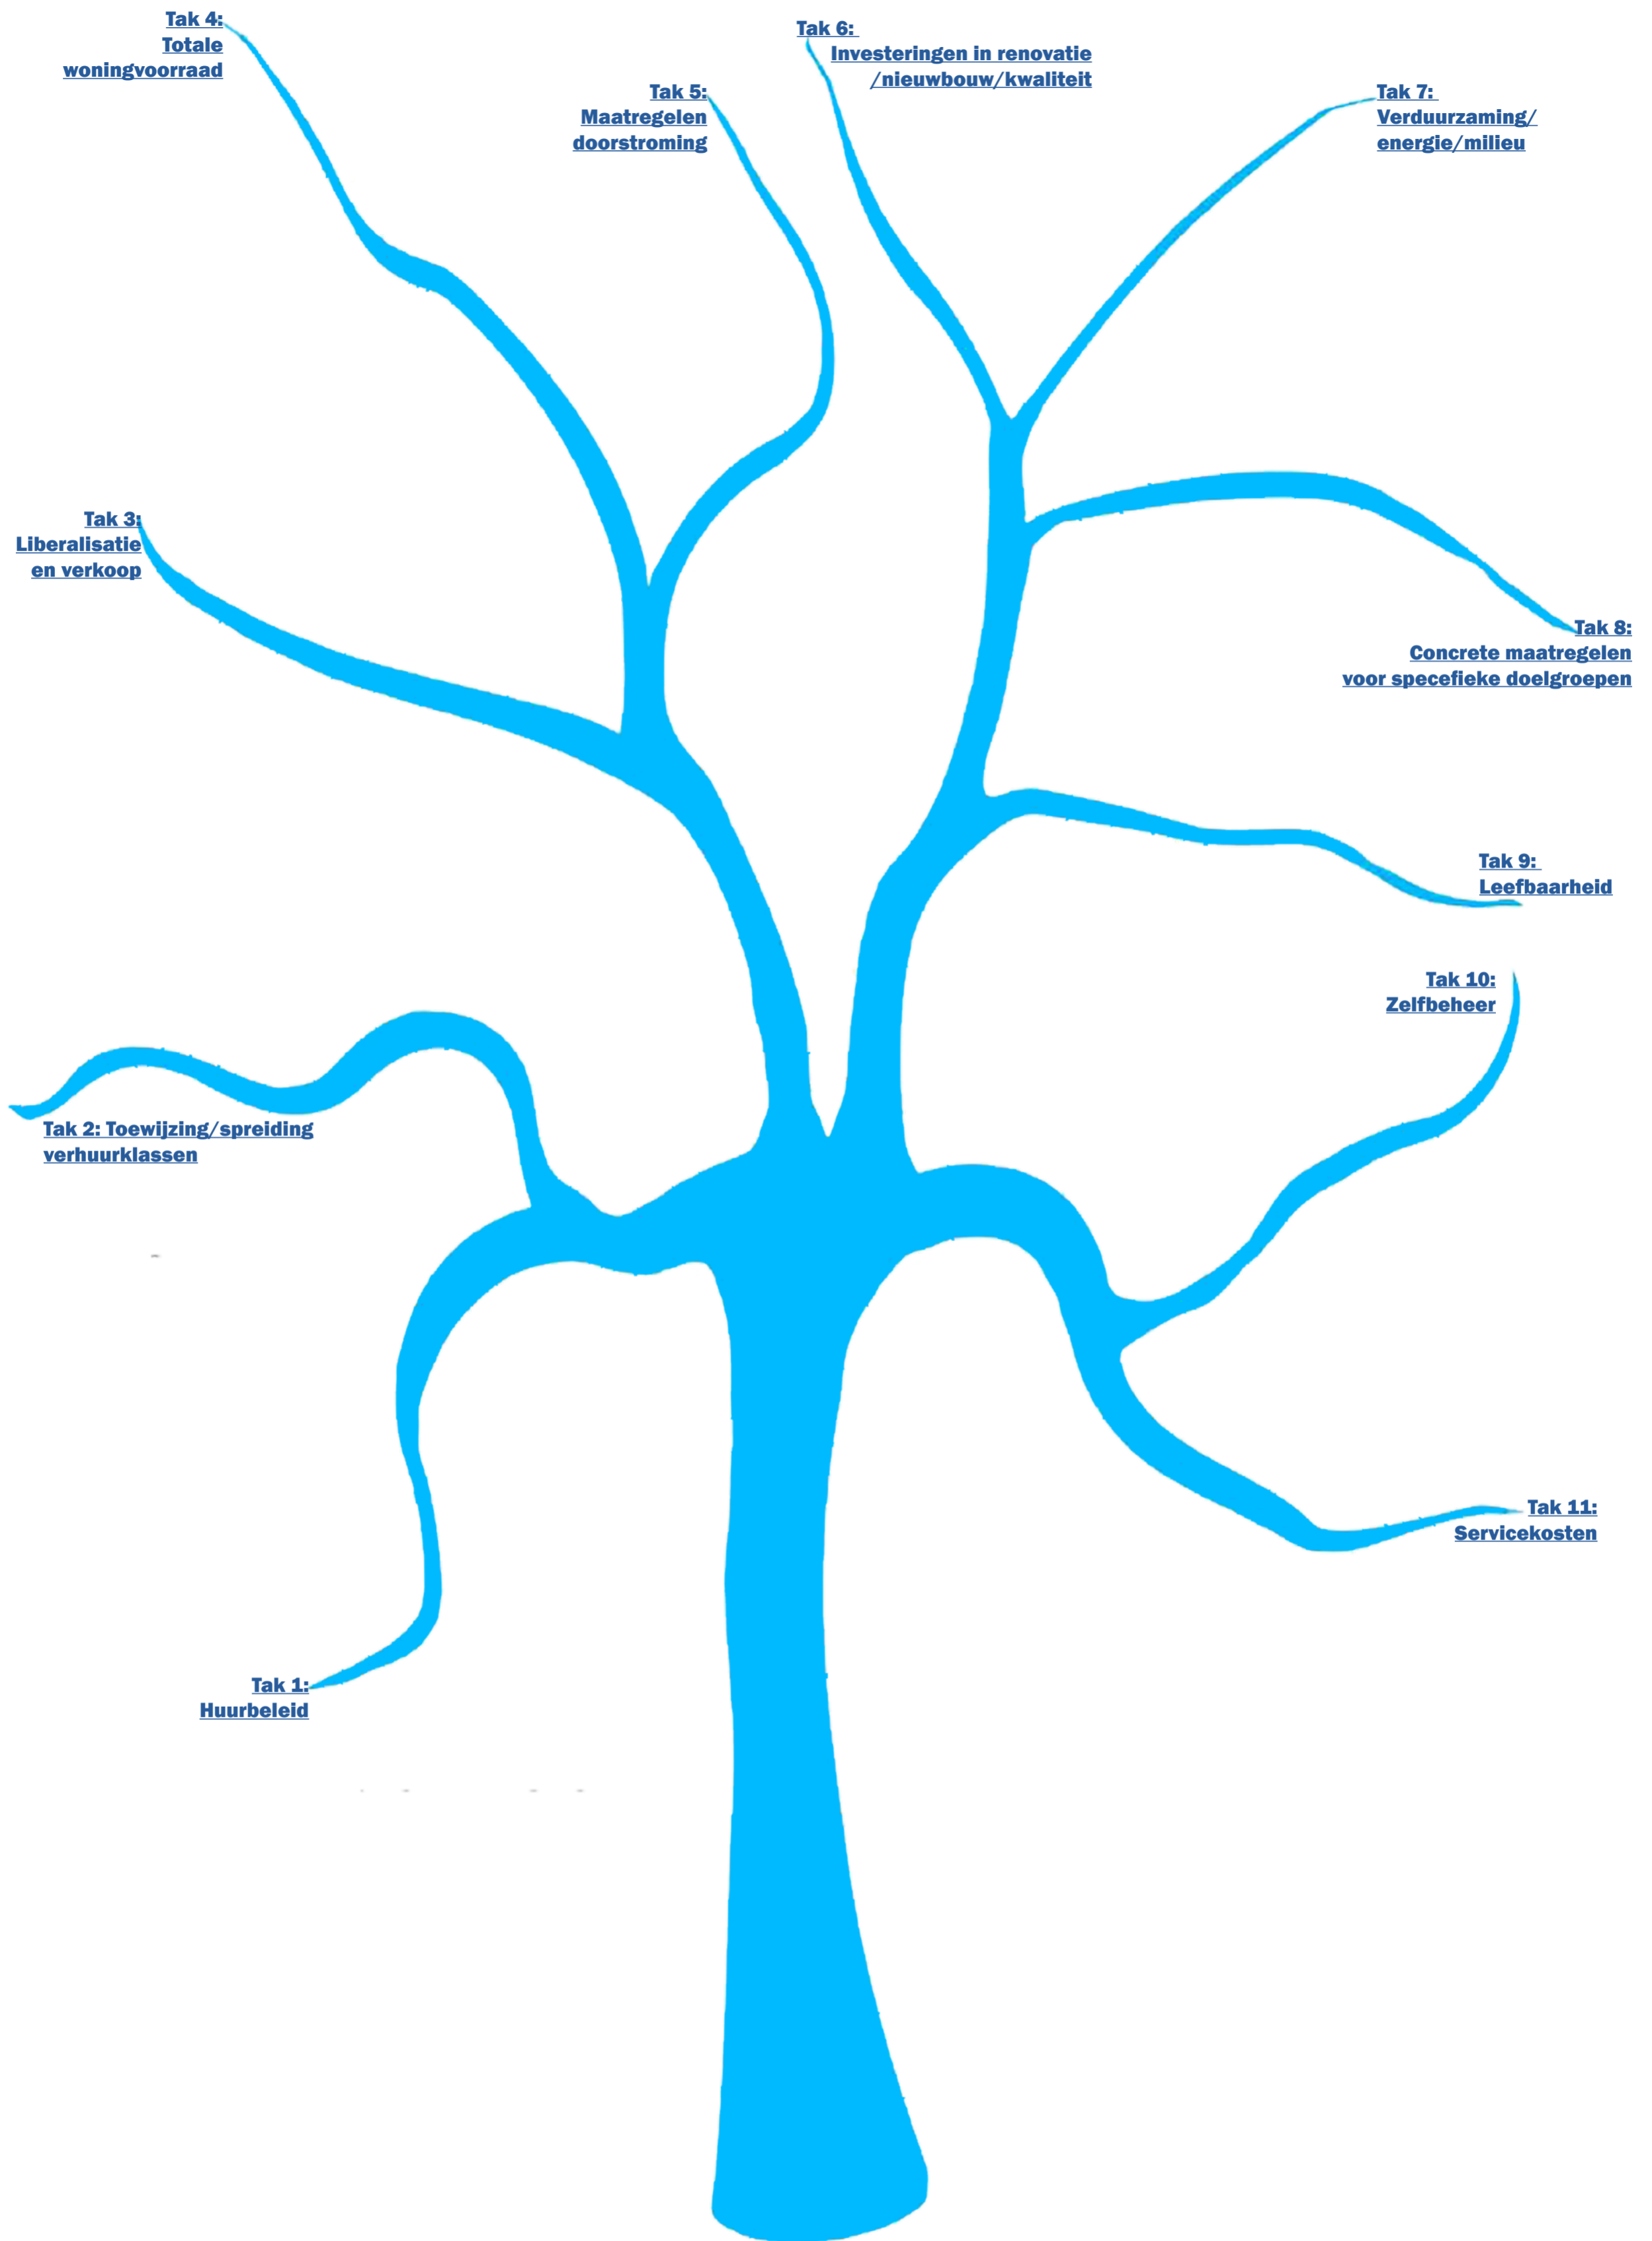 Tak 4:
Totale
woningvoorraad
Tak 6:
Investeringen in renovatie
/nieuwbouw/kwaliteit
Tak 5:
Maatregelen
doorstroming
Tak 7:
Verduurzaming/
energie/milieu
Tak 3:
Liberalisatie
en verkoop
Tak 8:
Concrete maatregelen
voor specefieke doelgroepen
Tak 9:
Leefbaarheid
Tak 10:
Zelfbeheer
Tak 2: Toewijzing/spreiding
verhuurklassen
Tak 11:
Servicekosten
Tak 1:
Huurbeleid